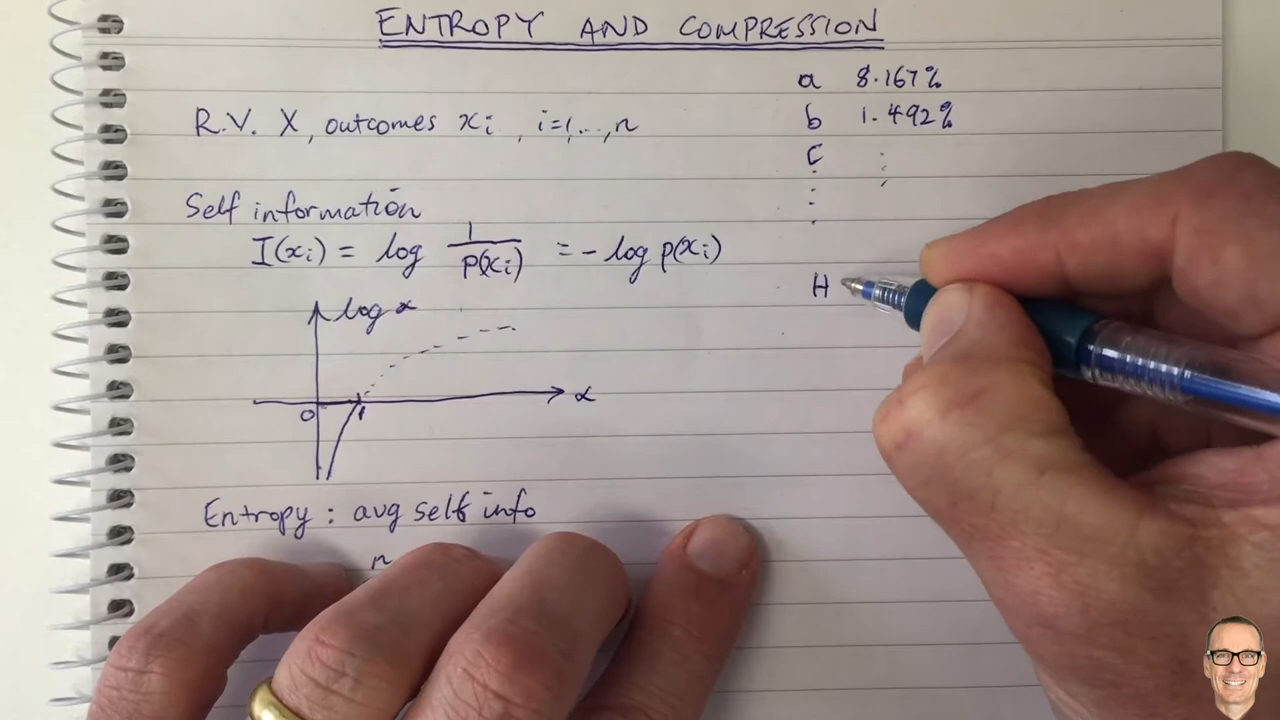 ENTROPY AND COMPRESSION
a 8.167%
b 1.492%
c :
:
R.V. X, outcomes xi, i=1,...,n
Self information
I(xi) = log 1/p(xi) = -log p(xi)
H
log x
0 1 x
Entropy: avg self info
n